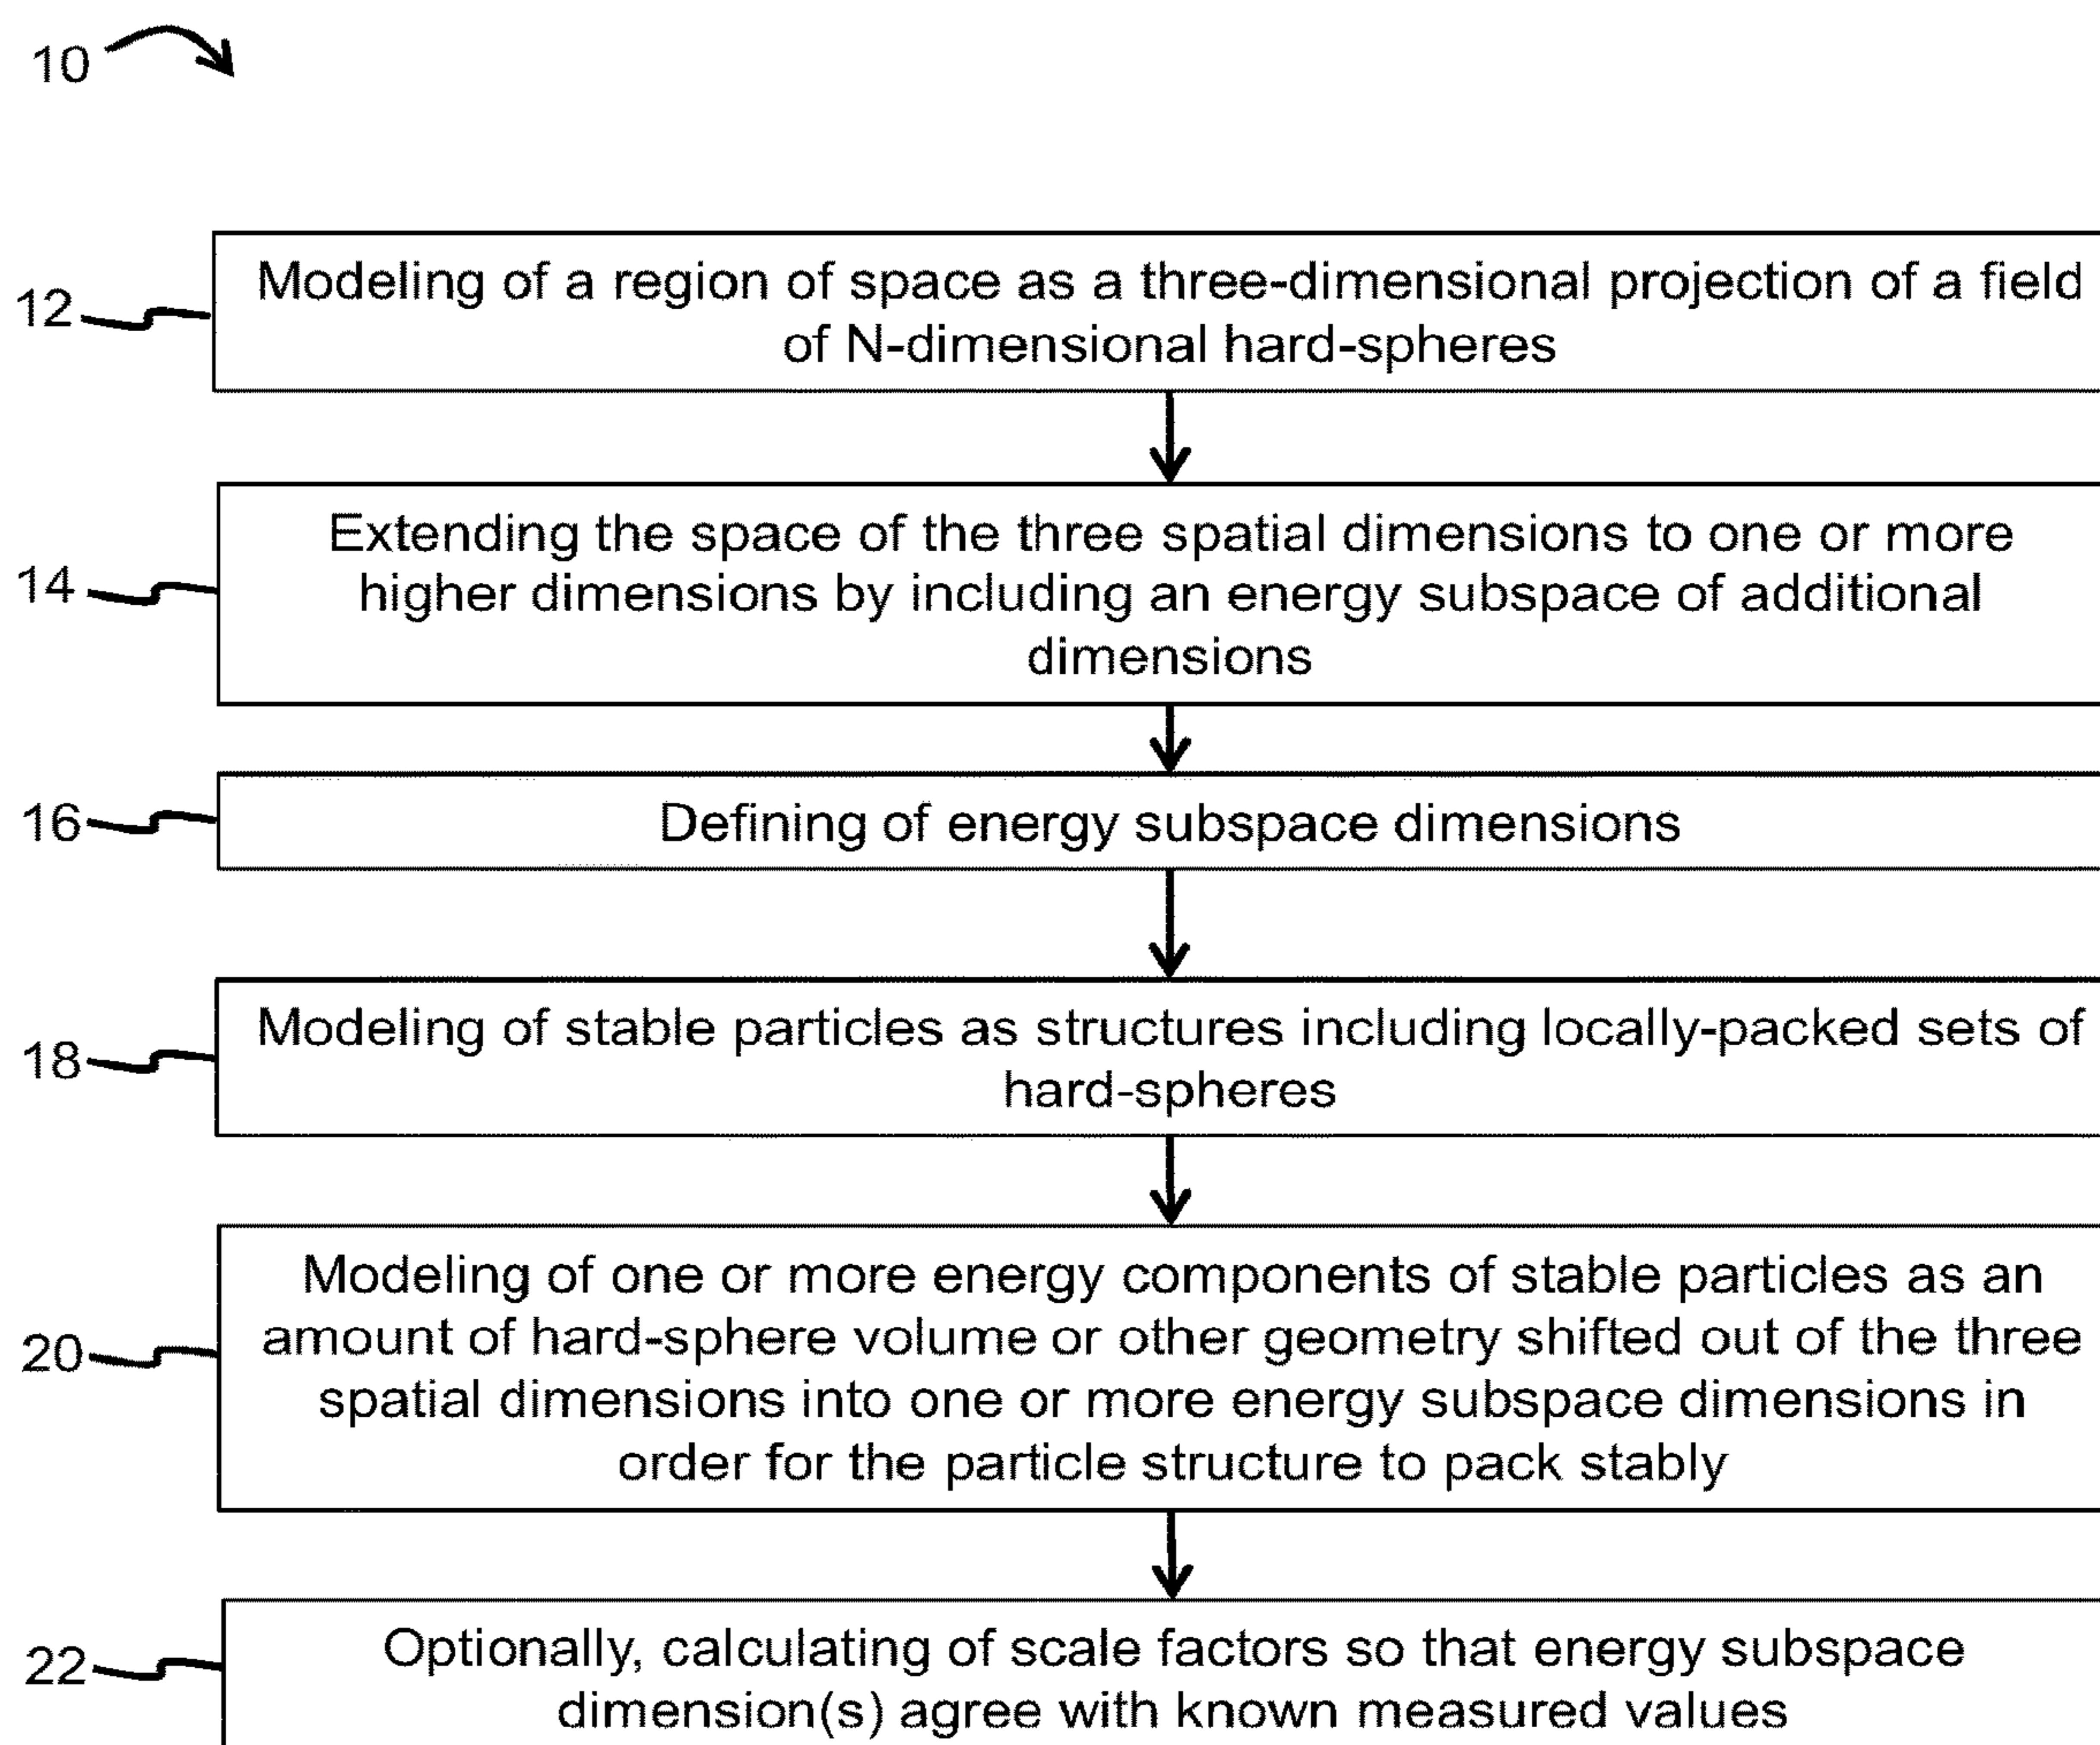 10
12
Modeling of a region of space as a three-dimensional projection of a field
of N-dimensional hard-spheres
14
Extending the space of the three spatial dimensions to one or more
higher dimensions by including an energy subspace of additional
dimensions
16
Defining of energy subspace dimensions
18
Modeling of stable particles as structures including locally-packed sets of
hard-spheres
20
Modeling of one or more energy components of stable particles as an
amount of hard-sphere volume or other geometry shifted out of the three
spatial dimensions into one or more energy subspace dimensions in
order for the particle structure to pack stably
22
Optionally, calculating of scale factors so that energy subspace
dimension(s) agree with known measured values